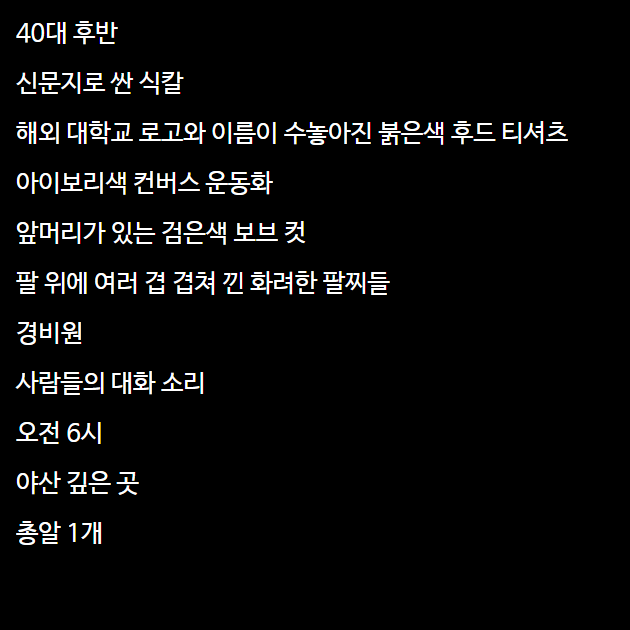 40대 후반
신문지로 싼 식칼
해외 대학교 로고와 이름이 수놓아진 붉은색 후드 티셔츠
아이보리색 컨버스 운동화
앞머리가 있는 검은색 보브 컷
팔 위에 여러 겹 겹쳐 낀 화려한 팔찌들
경비원
사람들의 대화 소리
오전 6시
야산 깊은 곳
총알 1개